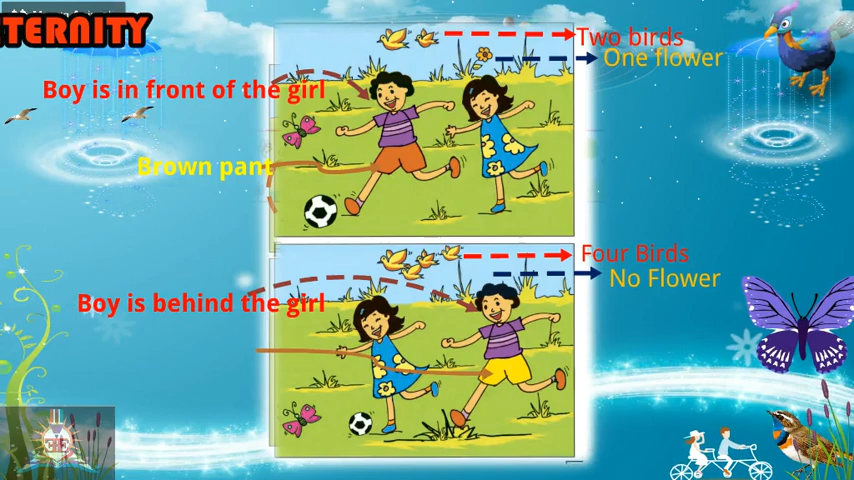 TERNITY
Two birds
One flower
Boy is in front of the girl
Brown pant
Four Birds
No Flower
Boy is behind the girl